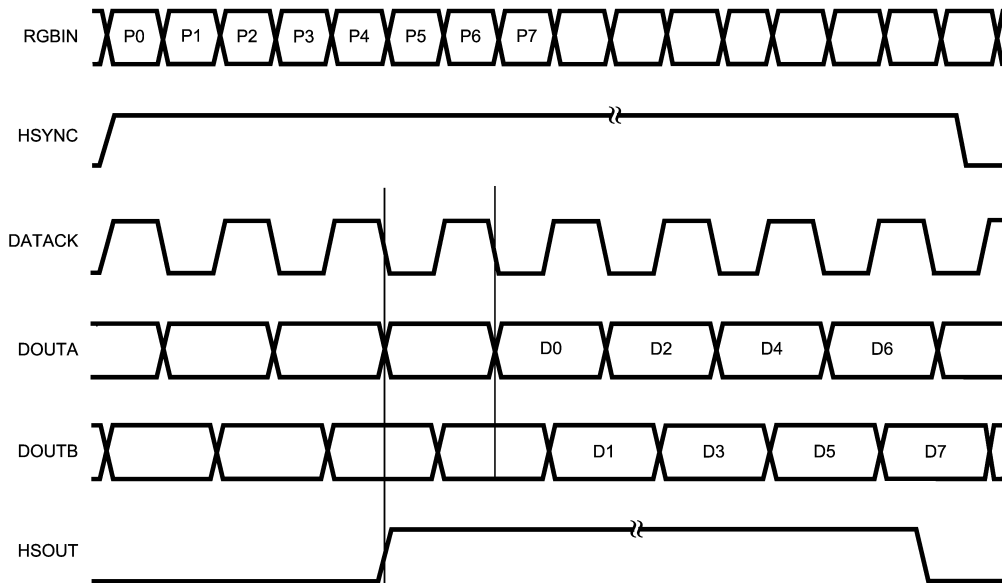 RGBIN P0 P1 P2 P3 P4 P5 P6 P7
HSYNC
DATACK
DOUTA D0 D2 D4 D6
DOUTB D1 D3 D5 D7
HSOUT